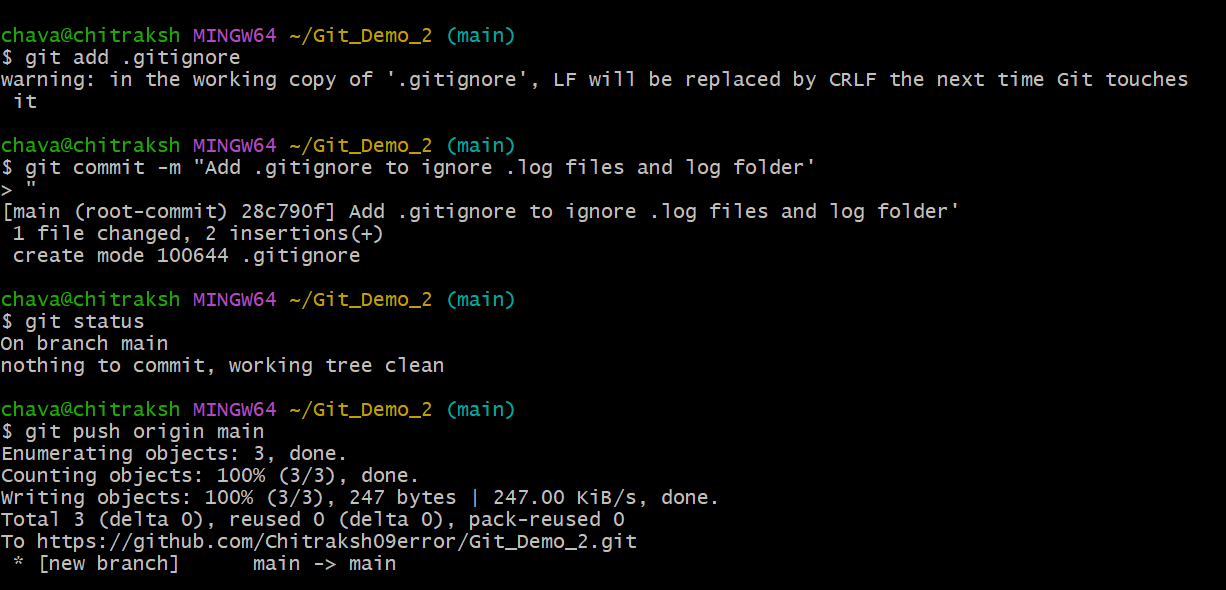 chava@chitraksh MINGW64 ~/Git_Demo_2 (main)
$ git add .gitignore
warning: in the working copy of '.gitignore', LF will be replaced by CRLF the next time Git touches
 it
chava@chitraksh MINGW64 ~/Git_Demo_2 (main)
$ git commit -m "Add .gitignore to ignore .log files and log folder'
> "
[main (root-commit) 28c790f] Add .gitignore to ignore .log files and log folder'
 1 file changed, 2 insertions(+)
 create mode 100644 .gitignore
chava@chitraksh MINGW64 ~/Git_Demo_2 (main)
$ git status
On branch main
nothing to commit, working tree clean
chava@chitraksh MINGW64 ~/Git_Demo_2 (main)
$ git push origin main
Enumerating objects: 3, done.
Counting objects: 100% (3/3), done.
Writing objects: 100% (3/3), 247 bytes | 247.00 KiB/s, done.
Total 3 (delta 0), reused 0 (delta 0), pack-reused 0
To https://github.com/Chitraksh09error/Git_Demo_2.git
 * [new branch]      main -> main